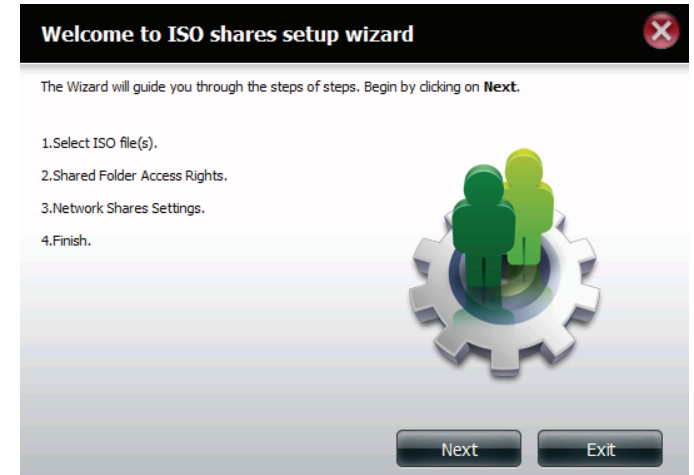 Welcome to ISO shares setup wizard
The Wizard will guide you through the steps of steps. Begin by clicking on Next.
1.Select ISO file(s).
2.Shared Folder Access Rights.
3.Network Shares Settings.
4.Finish.
Next Exit